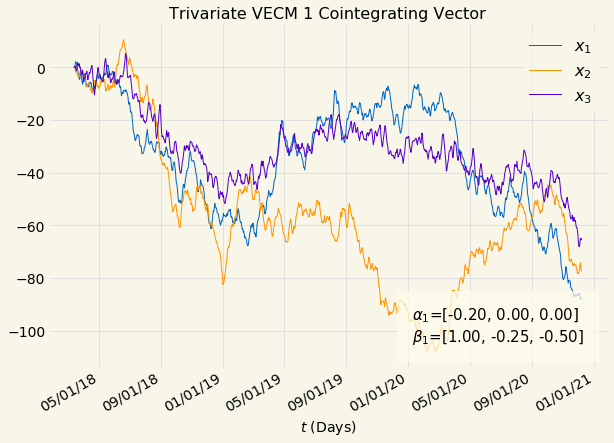 Trivariate VECM 1 Cointegrating Vector
x₁
x₂
x₃
0
−20
−40
−60
−80
−100
α₁=[-0.20, 0.00, 0.00]
β₁=[1.00, -0.25, -0.50]
05/01/18
09/01/18
01/01/19
05/01/19
09/01/19
01/01/20
05/01/20
09/01/20
01/01/21
t (Days)